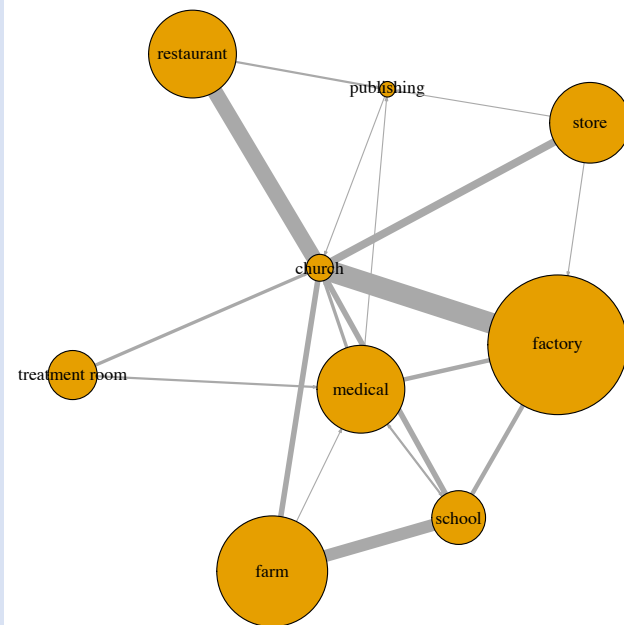 restaurant
publishing
store
church
factory
treatment room
medical
school
farm